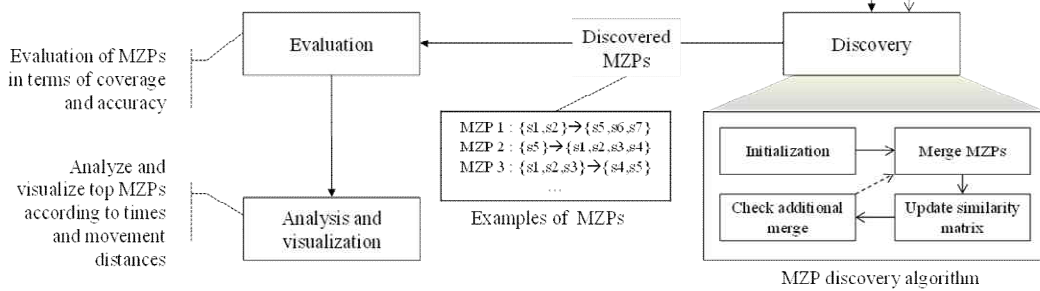 Evaluation of MZPs
in terms of coverage
and accuracy
Evaluation
Discovered
MZPs
Discovery
MZP 1 : {s1,s2}→{s5,s6,s7}
MZP 2 : {s5}→{s1,s2,s3,s4}
MZP 3 : {s1,s2,s3}→{s4,s5}
…
Examples of MZPs
Initialization
Merge MZPs
Check additional
merge
Update similarity
matrix
MZP discovery algorithm
Analyze and
visualize top MZPs
according to times
and movement
distances
Analysis and
visualization